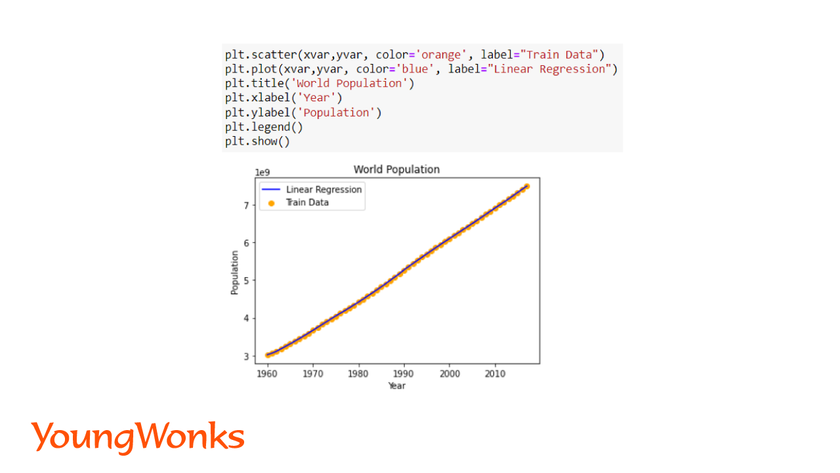 plt.scatter(xvar,yvar, color='orange', label="Train Data")
plt.plot(xvar,yvar, color='blue', label="Linear Regression")
plt.title('World Population')
plt.xlabel('Year')
plt.ylabel('Population')
plt.legend()
plt.show()
World Population
1e9
Linear Regression
Train Data
7
6
5
4
3
Population
1960 1970 1980 1990 2000 2010
Year
YoungWonks